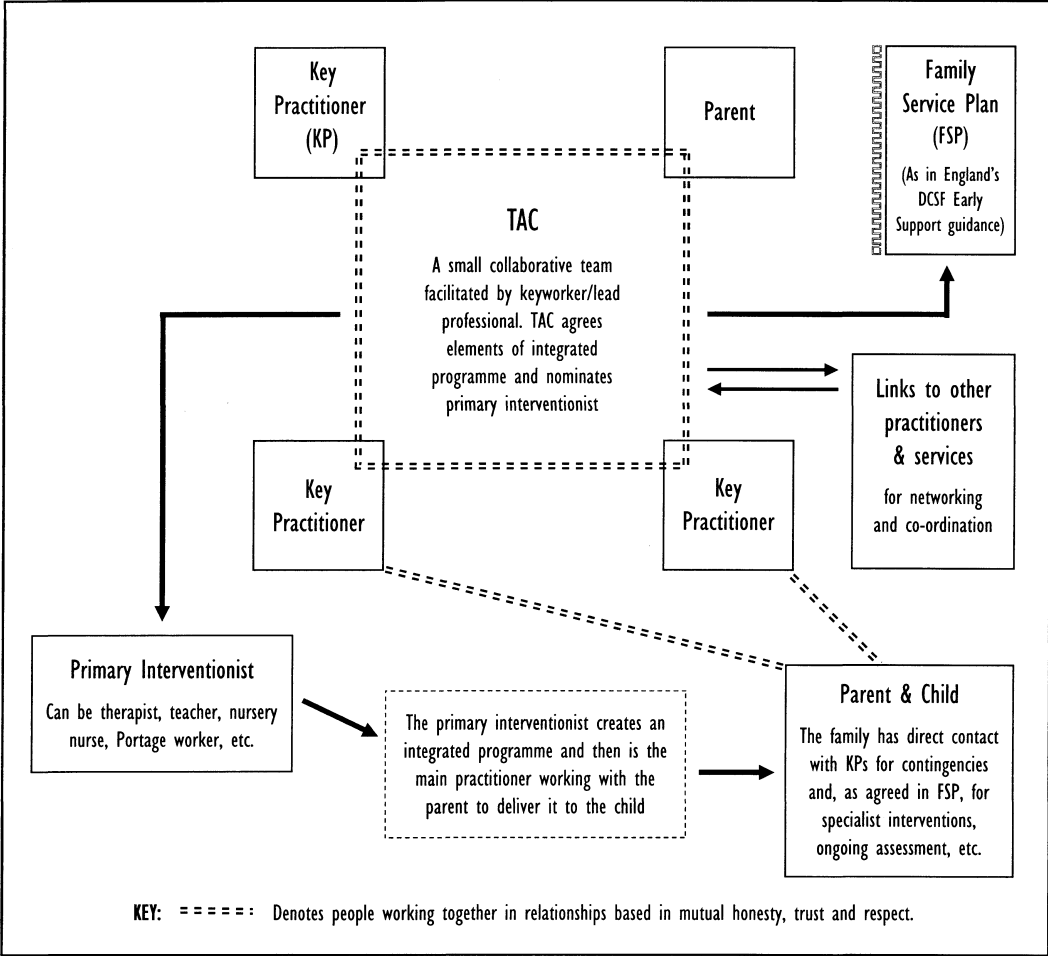 Key
Practitioner
(KP)
Parent
Family
Service Plan
(FSP)
(As in England's
DCSF Early
Support guidance)
TAC
A small collaborative team
facilitated by keyworker/lead
professional. TAC agrees
elements of integrated
programme and nominates
primary interventionist
Links to other
practitioners
& services
for networking
and co-ordination
Key
Practitioner
Key
Practitioner
Primary Interventionist
Can be therapist, teacher, nursery
nurse, Portage worker, etc.
The primary interventionist creates an
integrated programme and then is the
main practitioner working with the
parent to deliver it to the child
Parent & Child
The family has direct contact
with KPs for contingencies
and, as agreed in FSP, for
specialist interventions,
ongoing assessment, etc.
KEY: ====== Denotes people working together in relationships based in mutual honesty, trust and respect.